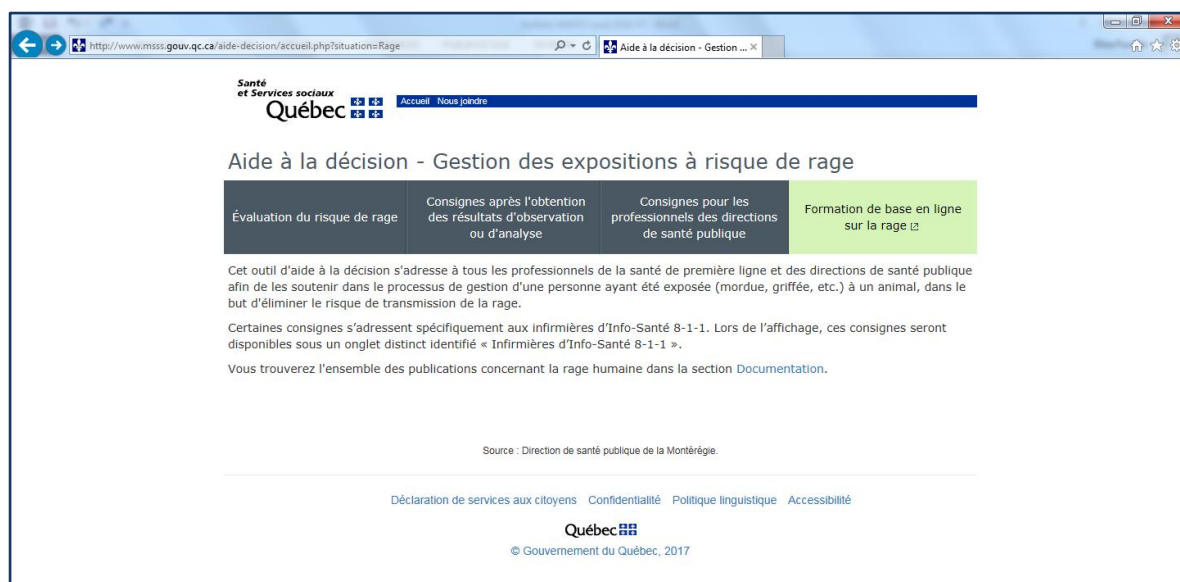 http://www.msss.gouv.qc.ca/aide-decision/accueil.php?situation=Rage
Aide à la décision - Gestion ...
Santé
et Services sociaux
Québec
Accueil Nous joindre
Aide à la décision - Gestion des expositions à risque de rage
Évaluation du risque de rage
Consignes après l'obtention
des résultats d'observation
ou d'analyse
Consignes pour les
professionnels des directions
de santé publique
Formation de base en ligne
sur la rage
Cet outil d'aide à la décision s'adresse à tous les professionnels de la santé de première ligne et des directions de santé publique
afin de les soutenir dans le processus de gestion d'une personne ayant été exposée (mordue, griffée, etc.) à un animal, dans le
but d'éliminer le risque de transmission de la rage.
Certaines consignes s'adressent spécifiquement aux infirmières d'Info-Santé 8-1-1. Lors de l'affichage, ces consignes seront
disponibles sous un onglet distinct identifié « Infirmières d'Info-Santé 8-1-1 ».
Vous trouverez l'ensemble des publications concernant la rage humaine dans la section Documentation.
Source : Direction de santé publique de la Montérégie.
Déclaration de services aux citoyens Confidentialité Politique linguistique Accessibilité
Québec
© Gouvernement du Québec, 2017